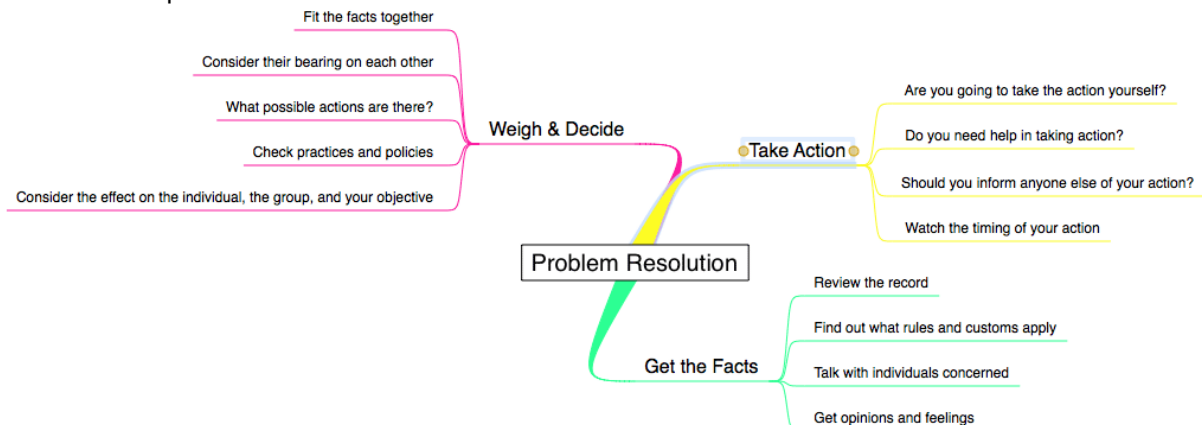 Fit the facts together
Consider their bearing on each other
What possible actions are there?
Weigh & Decide
Check practices and policies
Consider the effect on the individual, the group, and your objective
Are you going to take the action yourself?
Do you need help in taking action?
Take Action
Should you inform anyone else of your action?
Watch the timing of your action
Problem Resolution
Review the record
Find out what rules and customs apply
Get the Facts
Talk with individuals concerned
Get opinions and feelings